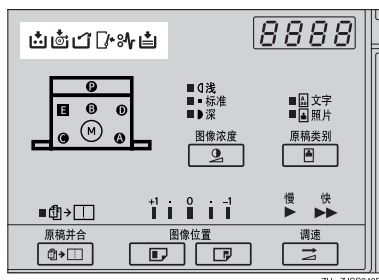 8888
P
E B D
C M A
浅
标准
深
图像浓度
文字
照片
原稿类别
+1 0 -1
慢 快
原稿并合
图像位置
调速